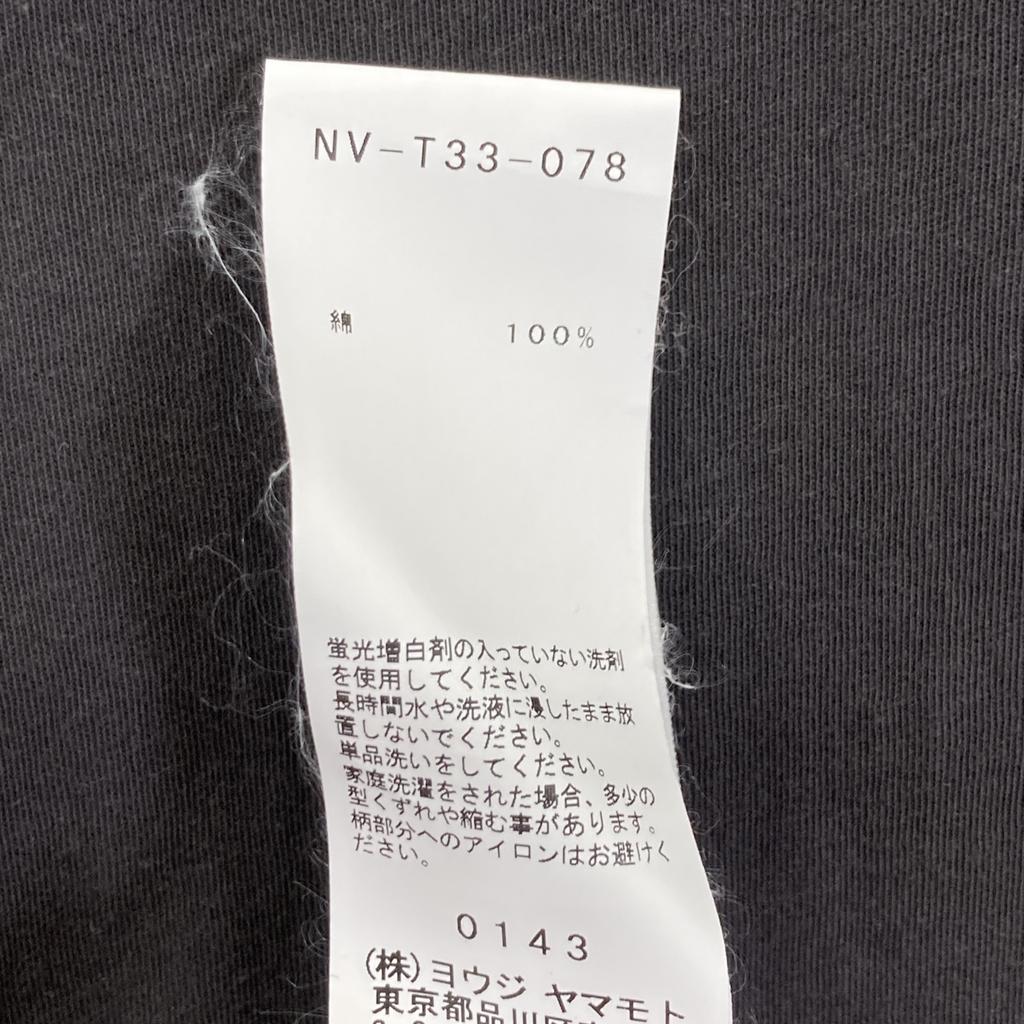 NV-T33-078
綿 100%
蛍光増白剤の入っていない洗剤
を使用してください。
長時間水や洗液に浸したまま放
置しないでください。
単品洗いをしてください。
家庭洗濯をされた場合、多少の
型くずれや縮む事があります。
柄部分へのアイロンはお避けく
ださい。
0143
(株)ヨウジ ヤマモト
東京都品川区